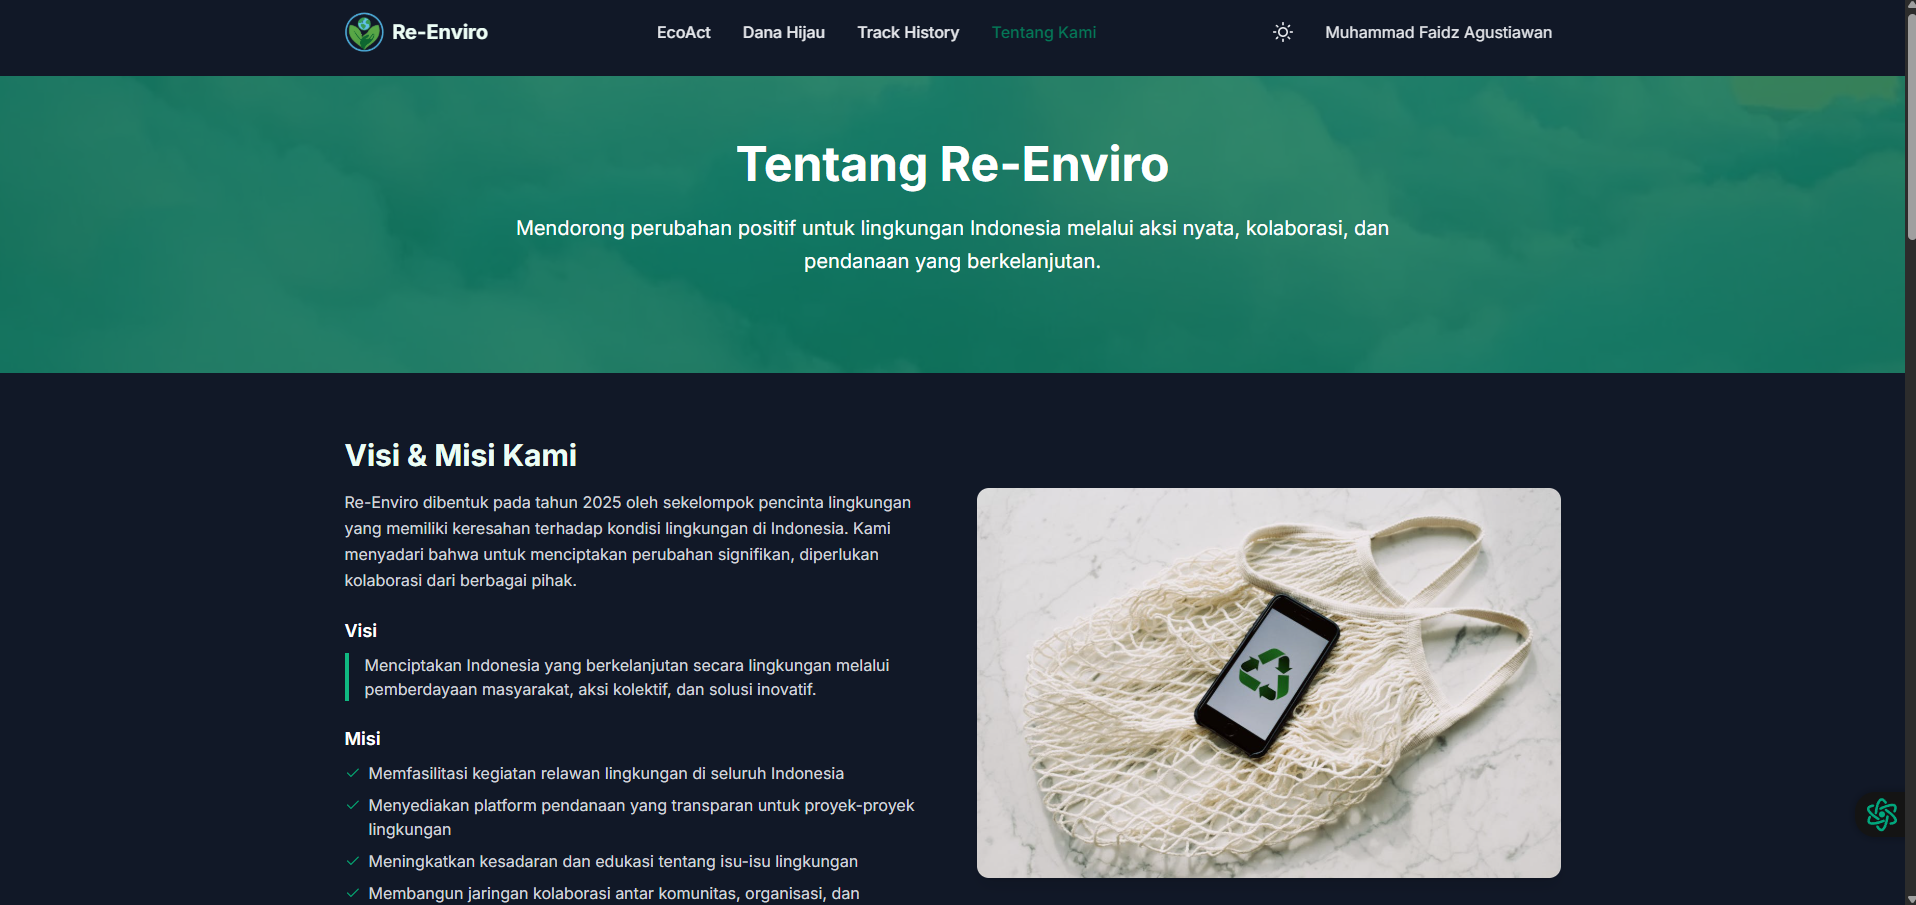 Re-Enviro
EcoAct
Dana Hijau
Track History
Tentang Kami
Muhammad Faidz Agustiawan
Tentang Re-Enviro
Mendorong perubahan positif untuk lingkungan Indonesia melalui aksi nyata, kolaborasi, dan
pendanaan yang berkelanjutan.
Visi & Misi Kami
Re-Enviro dibentuk pada tahun 2025 oleh sekelompok pencinta lingkungan
yang memiliki keresahan terhadap kondisi lingkungan di Indonesia. Kami
menyadari bahwa untuk menciptakan perubahan signifikan, diperlukan
kolaborasi dari berbagai pihak.
Visi
Menciptakan Indonesia yang berkelanjutan secara lingkungan melalui
pemberdayaan masyarakat, aksi kolektif, dan solusi inovatif.
Misi
Memfasilitasi kegiatan relawan lingkungan di seluruh Indonesia
Menyediakan platform pendanaan yang transparan untuk proyek-proyek
lingkungan
Meningkatkan kesadaran dan edukasi tentang isu-isu lingkungan
Membangun jaringan kolaborasi antar komunitas, organisasi, dan